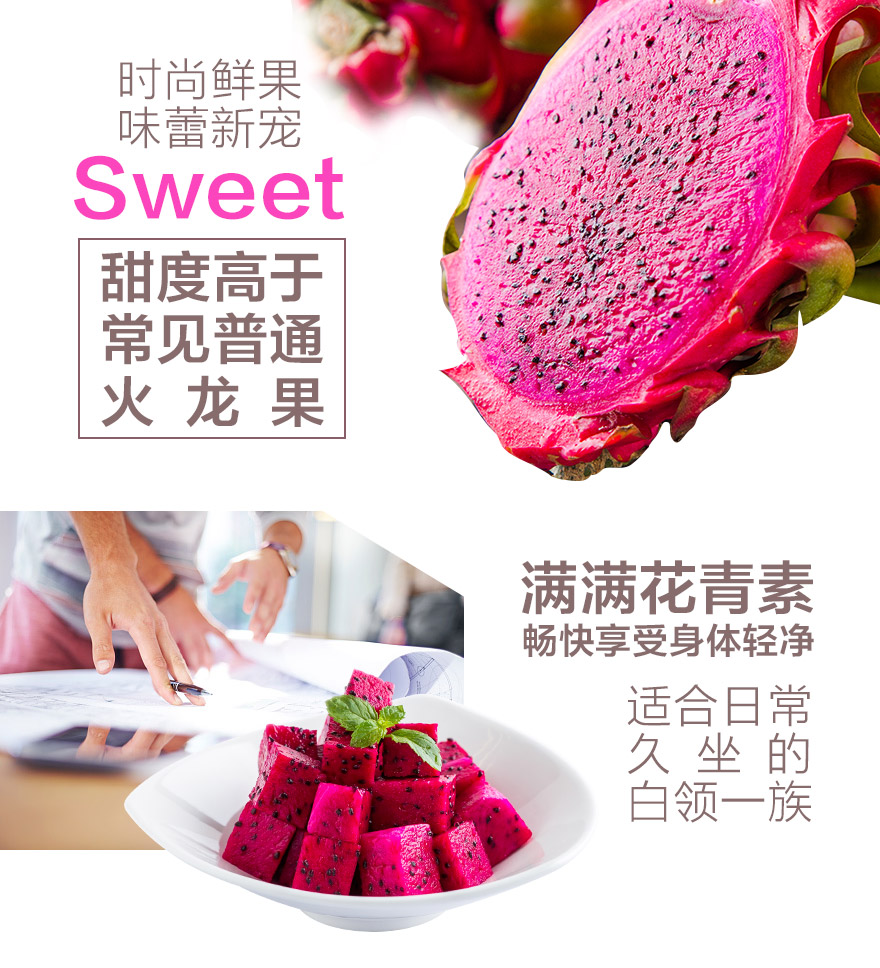 时尚鲜果
味蕾新宠
Sweet
甜度高于
常见普通
火龙果
满满花青素
畅快享受身体轻净
适合日常
久坐的
白领一族